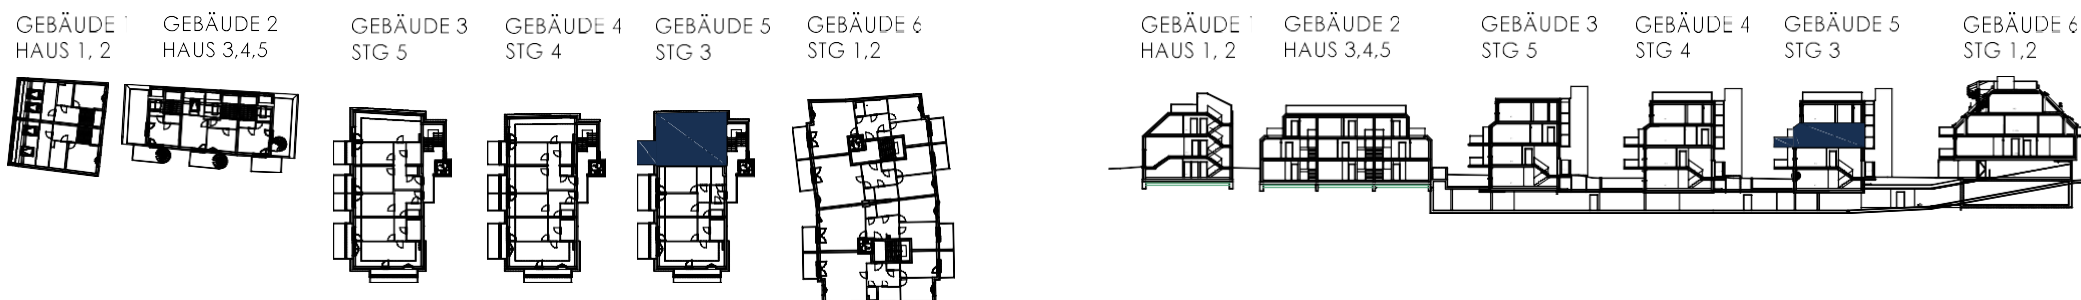 GEBÄUDE 1
HAUS 1, 2
GEBÄUDE 2
HAUS 3,4,5
GEBÄUDE 3
STG 5
GEBÄUDE 4
STG 4
GEBÄUDE 5
STG 3
GEBÄUDE 6
STG 1,2
GEBÄUDE 1
HAUS 1, 2
GEBÄUDE 2
HAUS 3,4,5
GEBÄUDE 3
STG 5
GEBÄUDE 4
STG 4
GEBÄUDE 5
STG 3
GEBÄUDE 6
STG 1,2